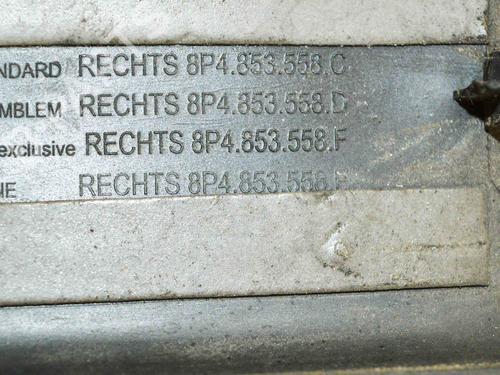 NDARD RECHTS 8P4.853.558.C
MBLEM RECHTS 8P4.853.558.D
exclusive RECHTS 8P4.853.558.F
NE RECHTS